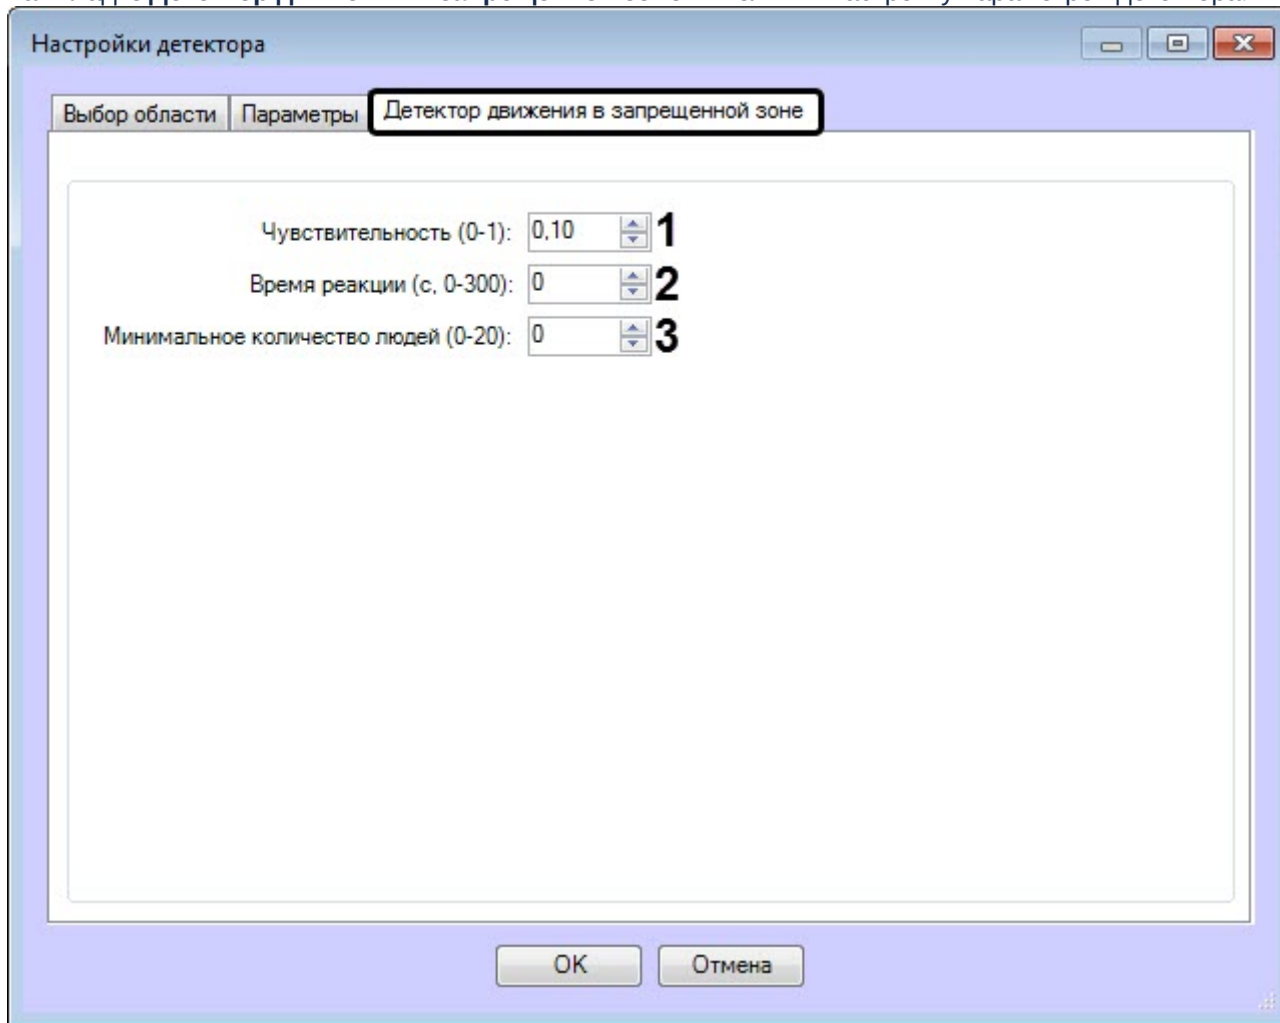 Настройки детектора
Выбор области Параметры Детектор движения в запрещенной зоне
Чувствительность (0-1): 0,10 1
Время реакции (с, 0-300): 0 2
Минимальное количество людей (0-20): 0 3
OK Отмена